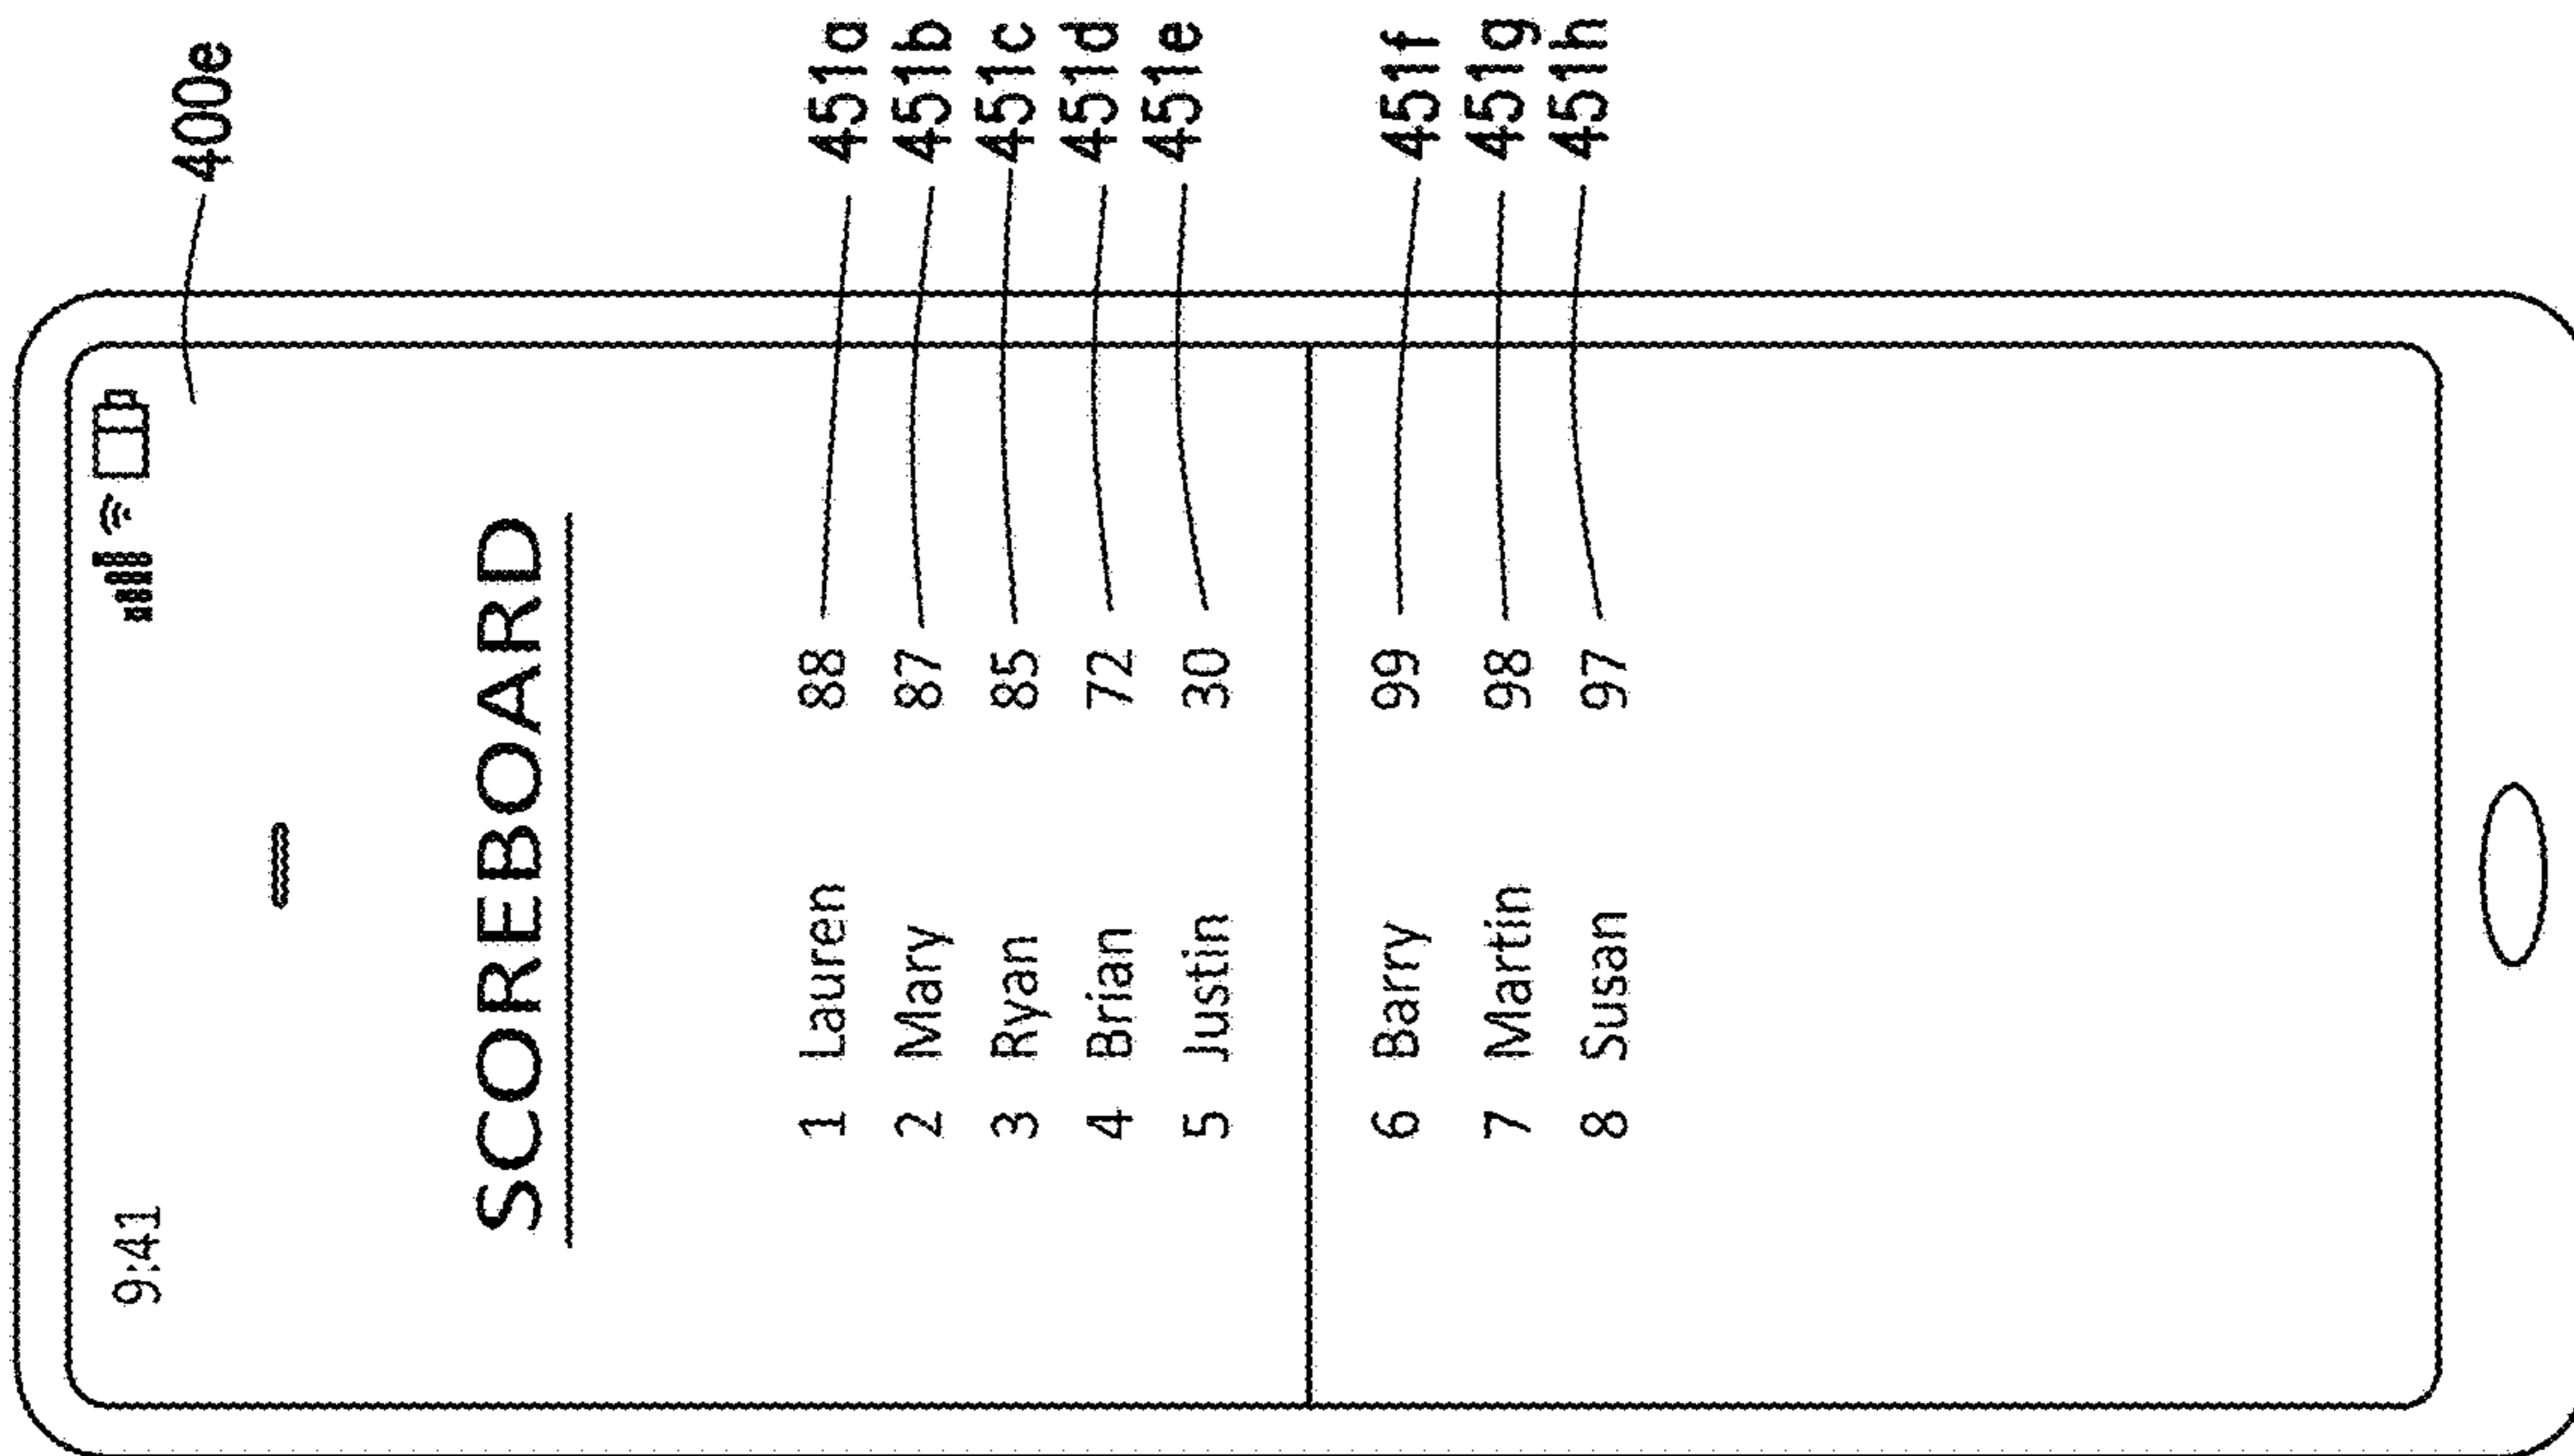 400e
9:41
SCOREBOARD
1 Lauren 88 451a
2 Mary 87 451b
3 Ryan 85 451c
4 Brian 72 451d
5 Justin 30 451e
6 Barry 99 451f
7 Martin 98 451g
8 Susan 97 451h